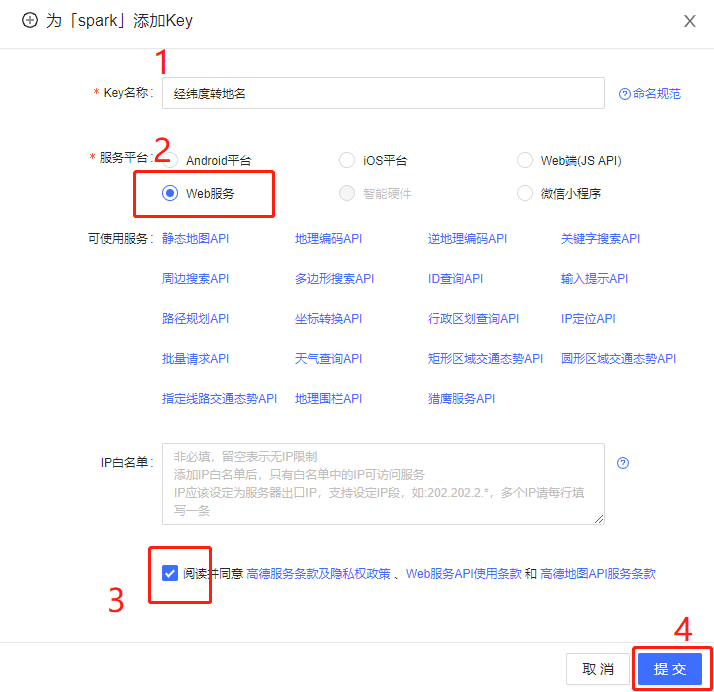 为「spark」添加Key
1
* Key名称: 经纬度转地名 命名规范
2
* 服务平台: Android平台 iOS平台 Web端(JS API)
Web服务 智能硬件 微信小程序
可使用服务: 静态地图API 地理编码API 逆地理编码API 关键字搜索API
周边搜索API 多边形搜索API ID查询API 输入提示API
路径规划API 坐标转换API 行政区划查询API IP定位API
批量请求API 天气查询API 矩形区域交通态势API 圆形区域交通态势API
指定线路交通态势API 地理围栏API 猎鹰服务API
IP白名单: 非必填，留空表示无IP限制
添加IP白名单后，只有白名单中的IP可访问服务
IP应该设定为服务器出口IP，支持设定IP段，如:202.202.2.*，多个IP请每行填
写一条
阅读并同意 高德服务条款及隐私权政策 、Web服务API使用条款 和 高德地图API服务条款
3
4
取 消 提 交